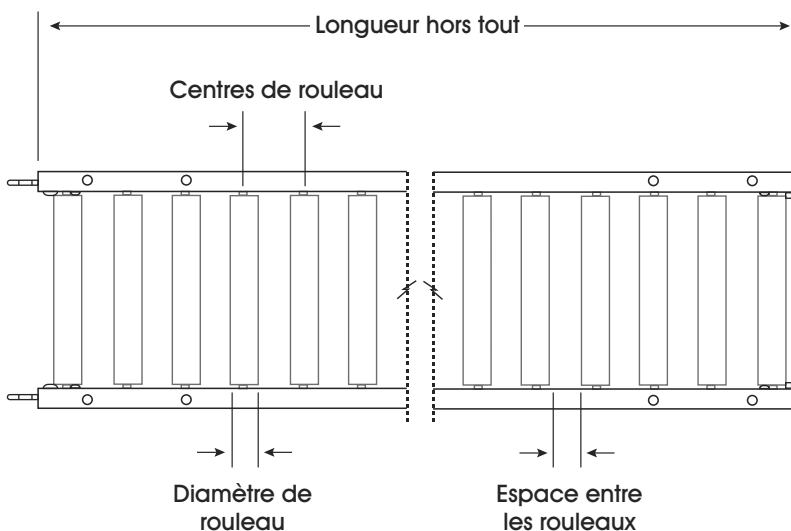 Longueur hors tout
Centres de rouleau
Diamètre de
rouleau
Espace entre
les rouleaux